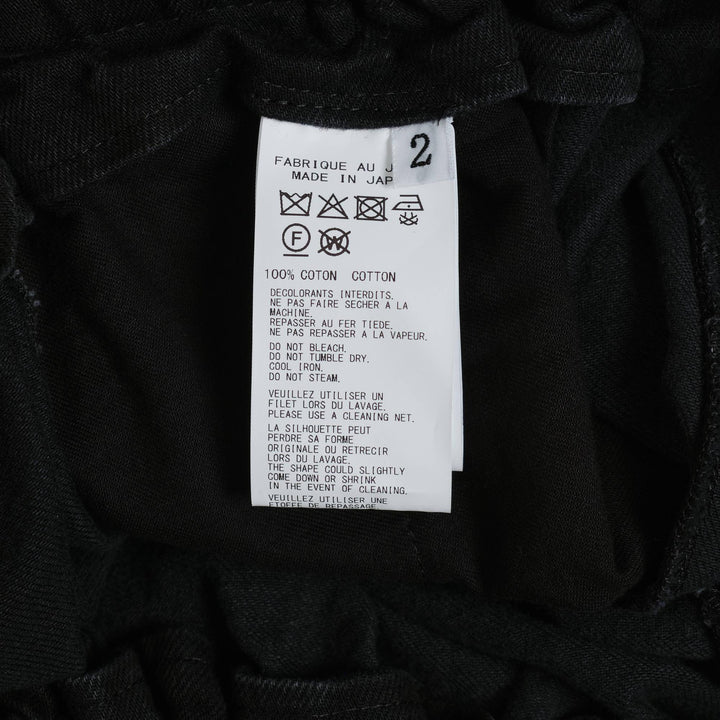 2
FABRIQUE AU J
MADE IN JAP
F
W
100% COTON COTTON
DECOLORANTS INTERDITS.
NE PAS FAIRE SECHER A LA
MACHINE.
REPASSER AU FER TIEDE.
NE PAS REPASSER A LA VAPEUR.
DO NOT BLEACH.
DO NOT TUMBLE DRY.
COOL IRON.
DO NOT STEAM.
VEUILLEZ UTILISER UN
FILET LORS DU LAVAGE.
PLEASE USE A CLEANING NET.
LA SILHOUETTE PEUT
PERDRE SA FORME
ORIGINALE OU RETRECIR
LORS DU LAVAGE.
THE SHAPE COULD SLIGHTLY
COME DOWN OR SHRINK
IN THE EVENT OF CLEANING.
VEUILLEZ UTILISER UNE
ETOFFE DE REPASSAGE